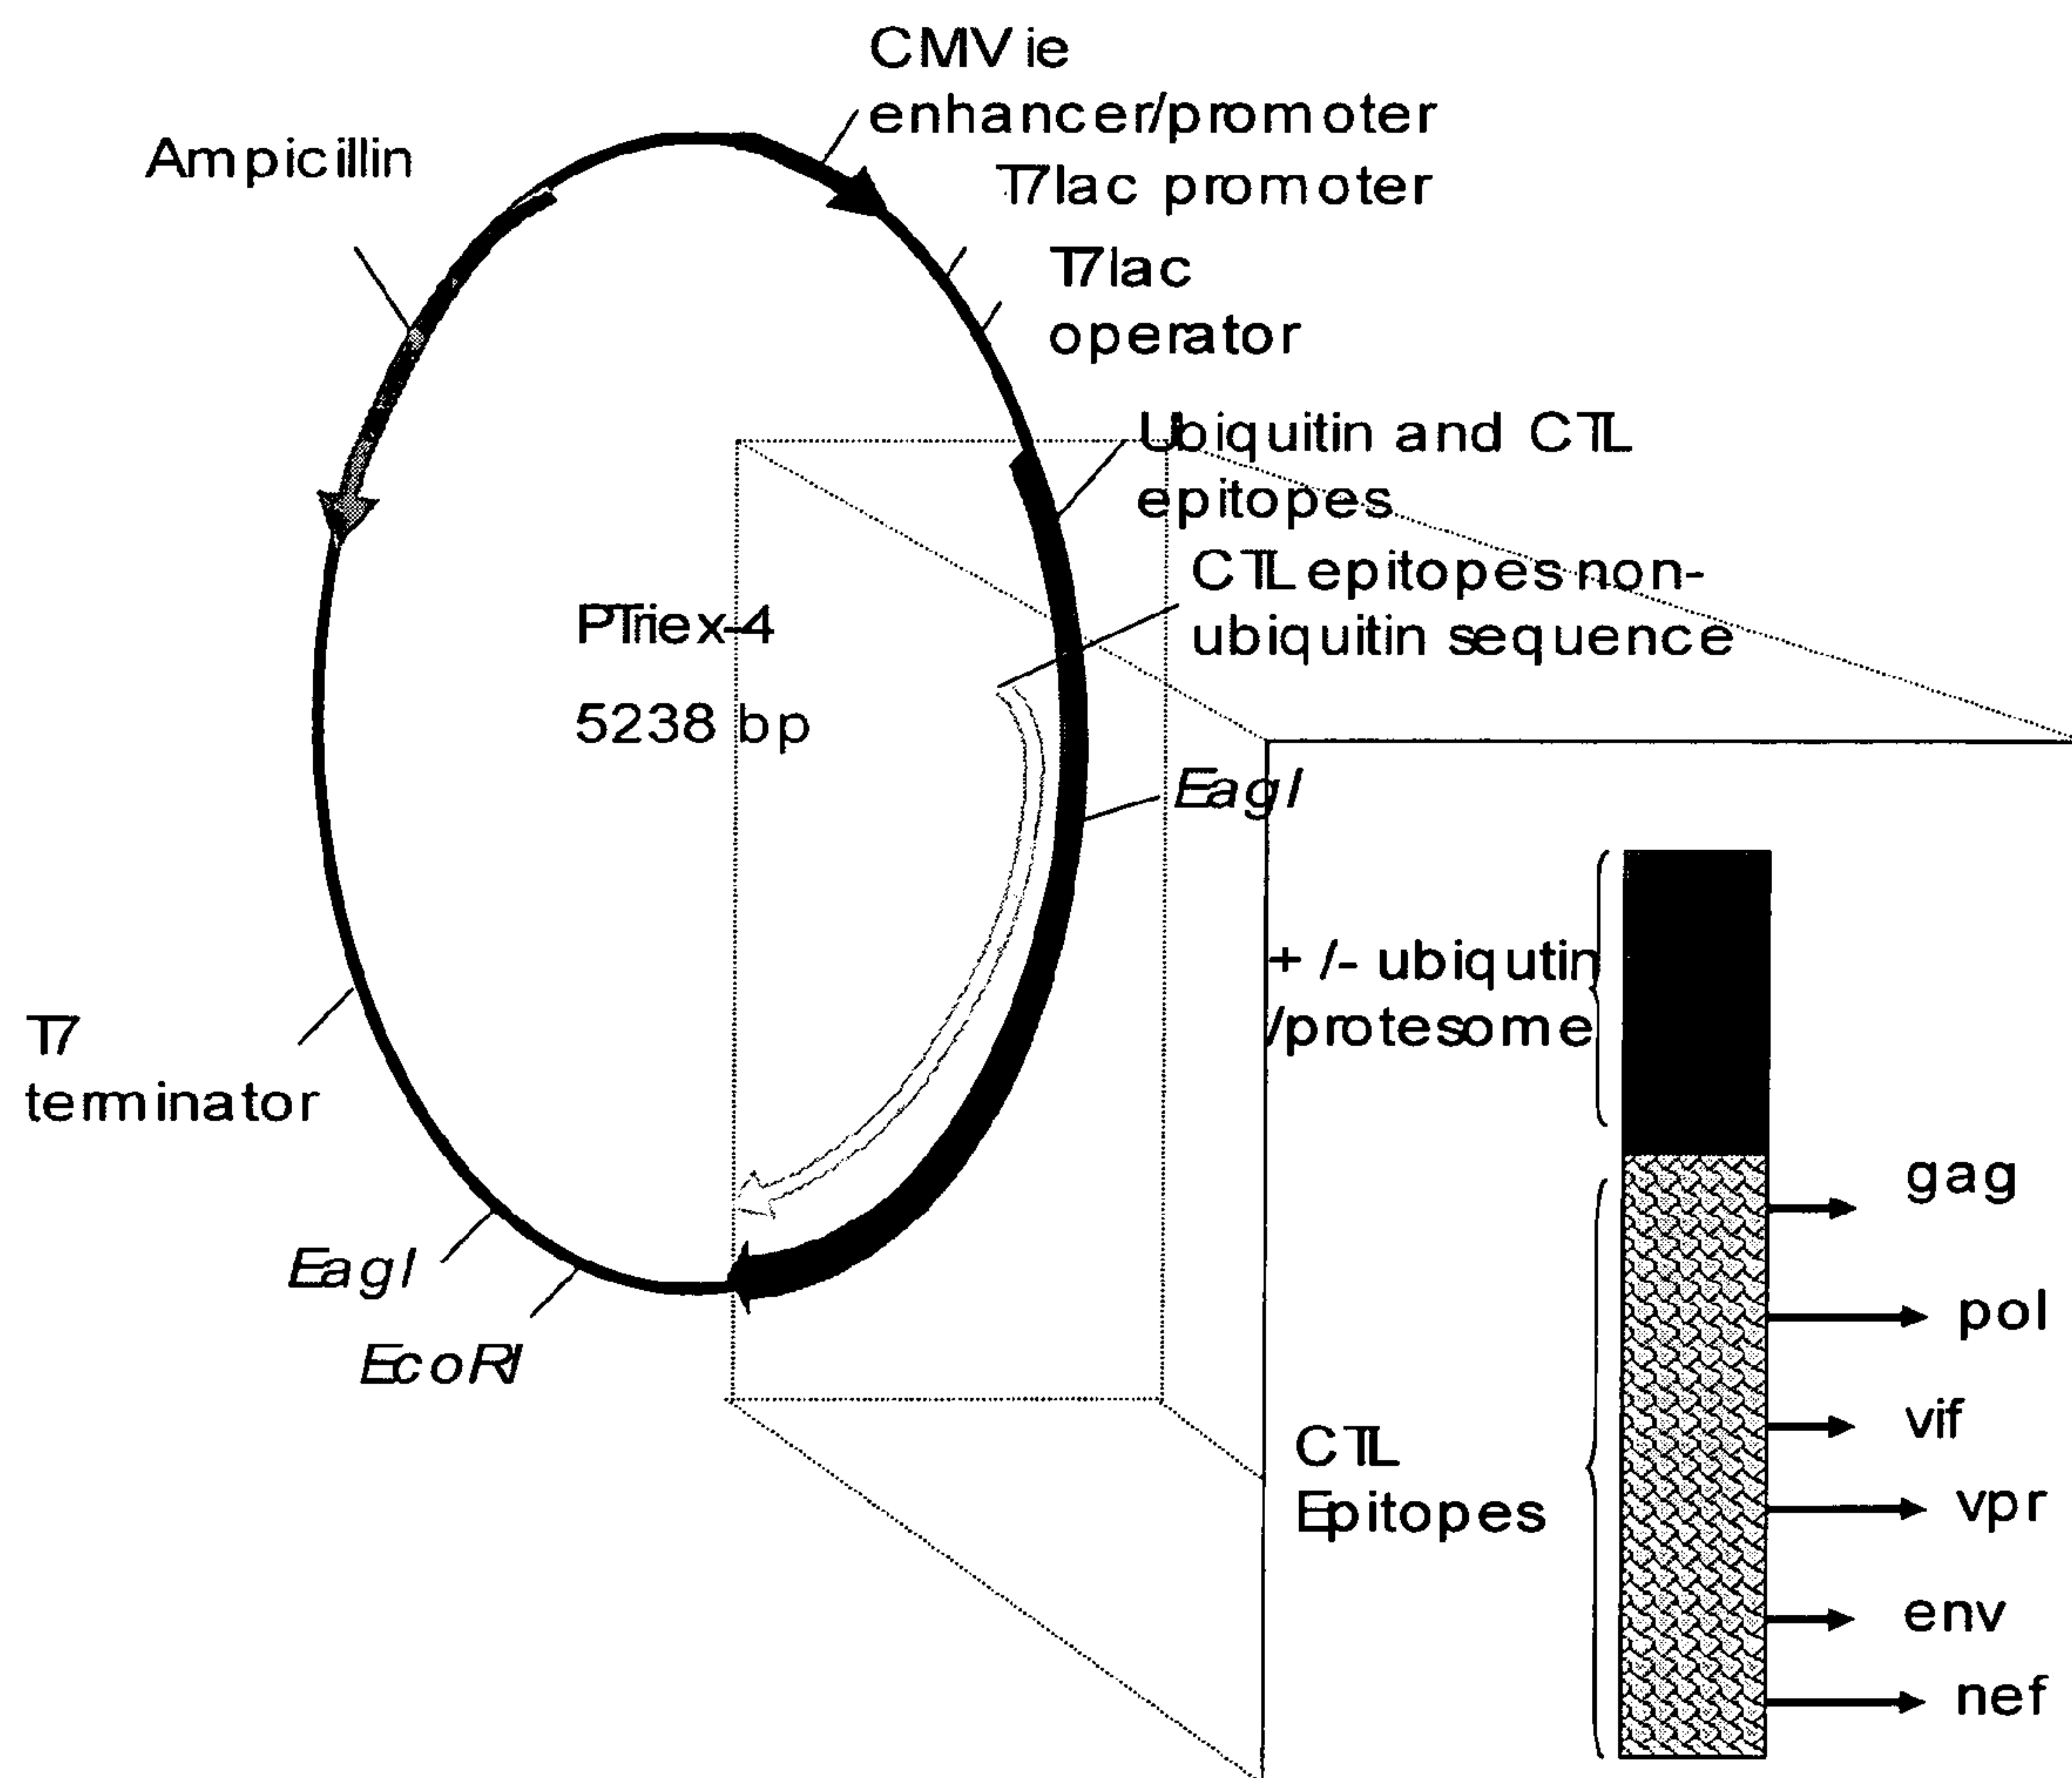 CMV ie
enhancer/promoter
Ampicillin
T7lac promoter
T7lac
operator
Ubiquitin and CTL
epitopes
CTL epitopes non-
ubiquitin sequence
PTriex-4
5238 bp
EagI
+ /- ubiqutin
/protesome
T7
terminator
gag
EagI
pol
EcoRI
vif
CTL
Epitopes
vpr
env
nef